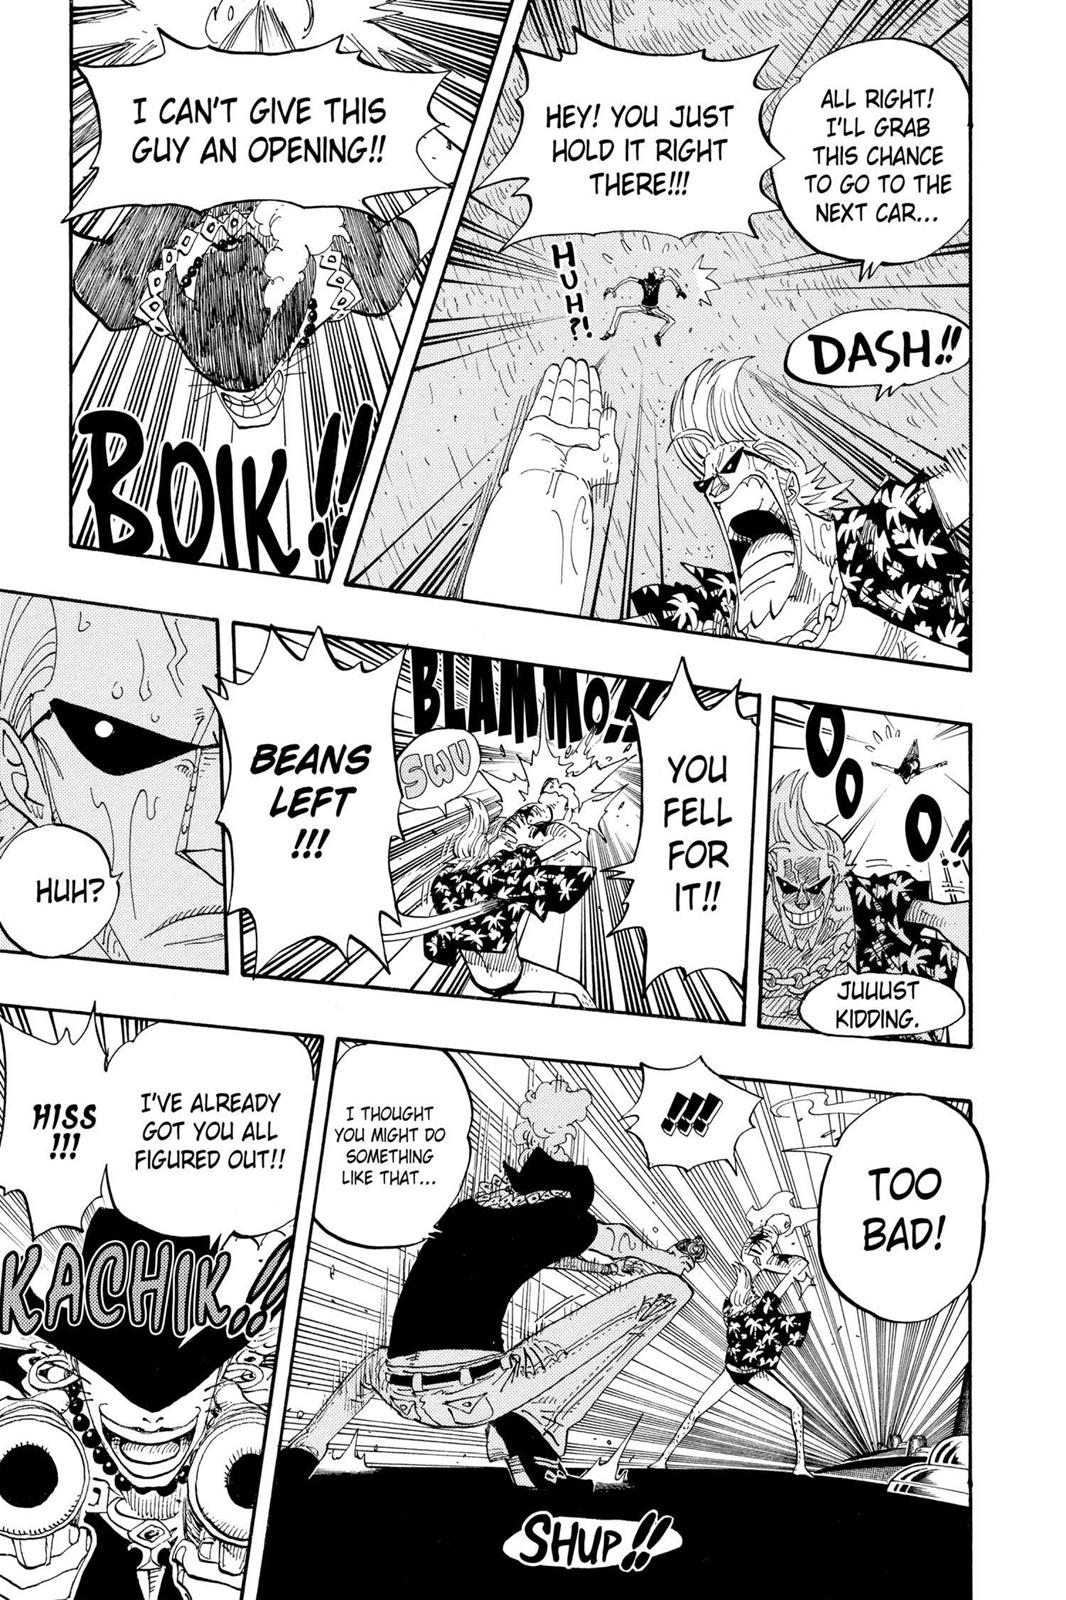 ALL RIGHT!
I'LL GRAB
THIS CHANCE
TO GO TO THE
NEXT CAR...
DASH!!
HEY! YOU JUST
HOLD IT RIGHT
THERE!!!
HUH?!
I CAN'T GIVE THIS
GUY AN OPENING!!
BOIK!!
OOO!!
JUUUST
KIDDING.
YOU
FELL
FOR
IT!!
BLAMMO!!
SWU
BEANS
LEFT
!!!
HUH?
TOO
BAD!
!!!
I THOUGHT
YOU MIGHT DO
SOMETHING
LIKE THAT...
SHUP!!
I'VE ALREADY
GOT YOU ALL
FIGURED OUT!!
HISS
!!!
KACHIK!!